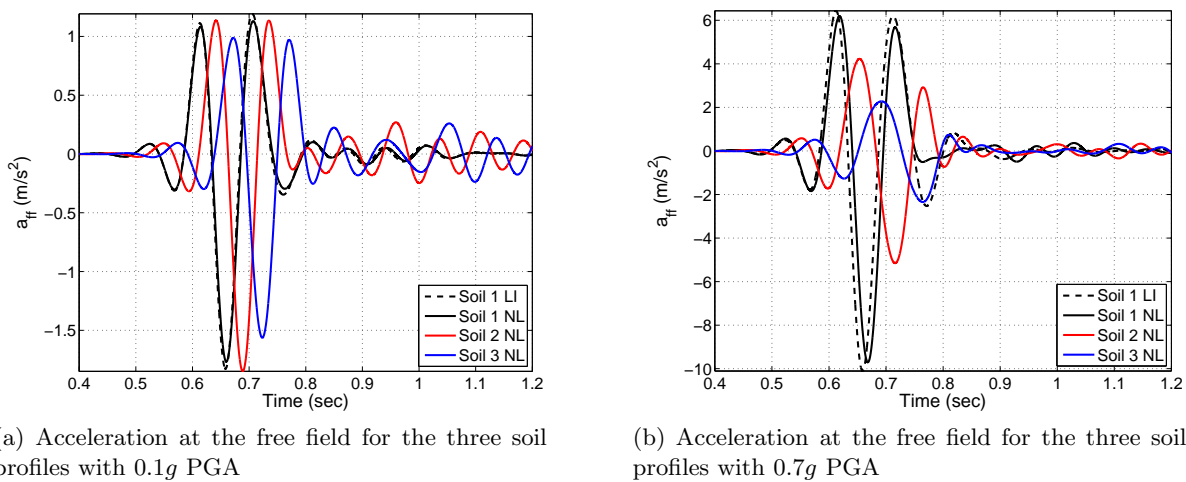 1
0.5
0
−0.5
−1
−1.5
a_ff (m/s²)
0.4 0.5 0.6 0.7 0.8 0.9 1 1.1 1.2
Time (sec)
Soil 1 LI
Soil 1 NL
Soil 2 NL
Soil 3 NL
(a) Acceleration at the free field for the three soil
profiles with 0.1g PGA
6
4
2
0
−2
−4
−6
−8
−10
a_ff (m/s²)
0.4 0.5 0.6 0.7 0.8 0.9 1 1.1 1.2
Time (sec)
Soil 1 LI
Soil 1 NL
Soil 2 NL
Soil 3 NL
(b) Acceleration at the free field for the three soil
profiles with 0.7g PGA